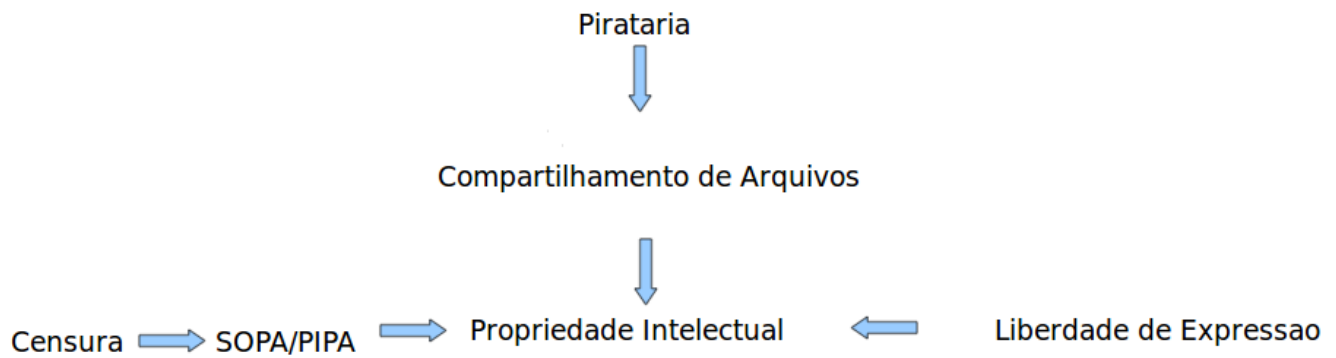 Pirataria
Compartilhamento de Arquivos
Censura SOPA/PIPA Propriedade Intelectual Liberdade de Expressao